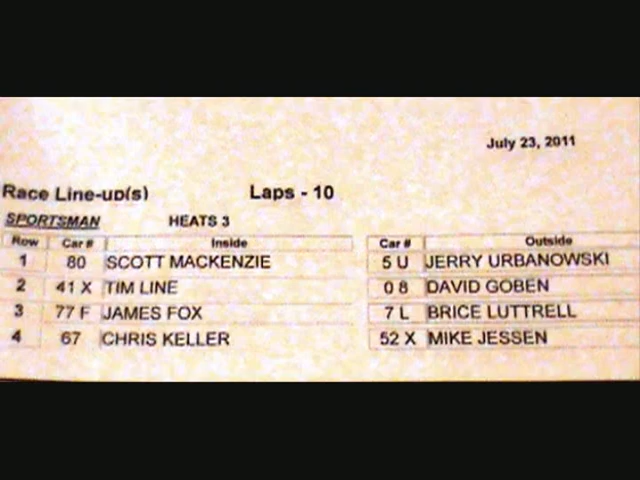 July 23, 2011
Race Line-up(s) Laps - 10
SPORTSMAN HEATS 3
Row Car # Inside Car # Outside
1 80 SCOTT MACKENZIE 5 U JERRY URBANOWSKI
2 41 X TIM LINE 0 8 DAVID GOBEN
3 77 F JAMES FOX 7 L BRICE LUTTRELL
4 67 CHRIS KELLER 52 X MIKE JESSEN